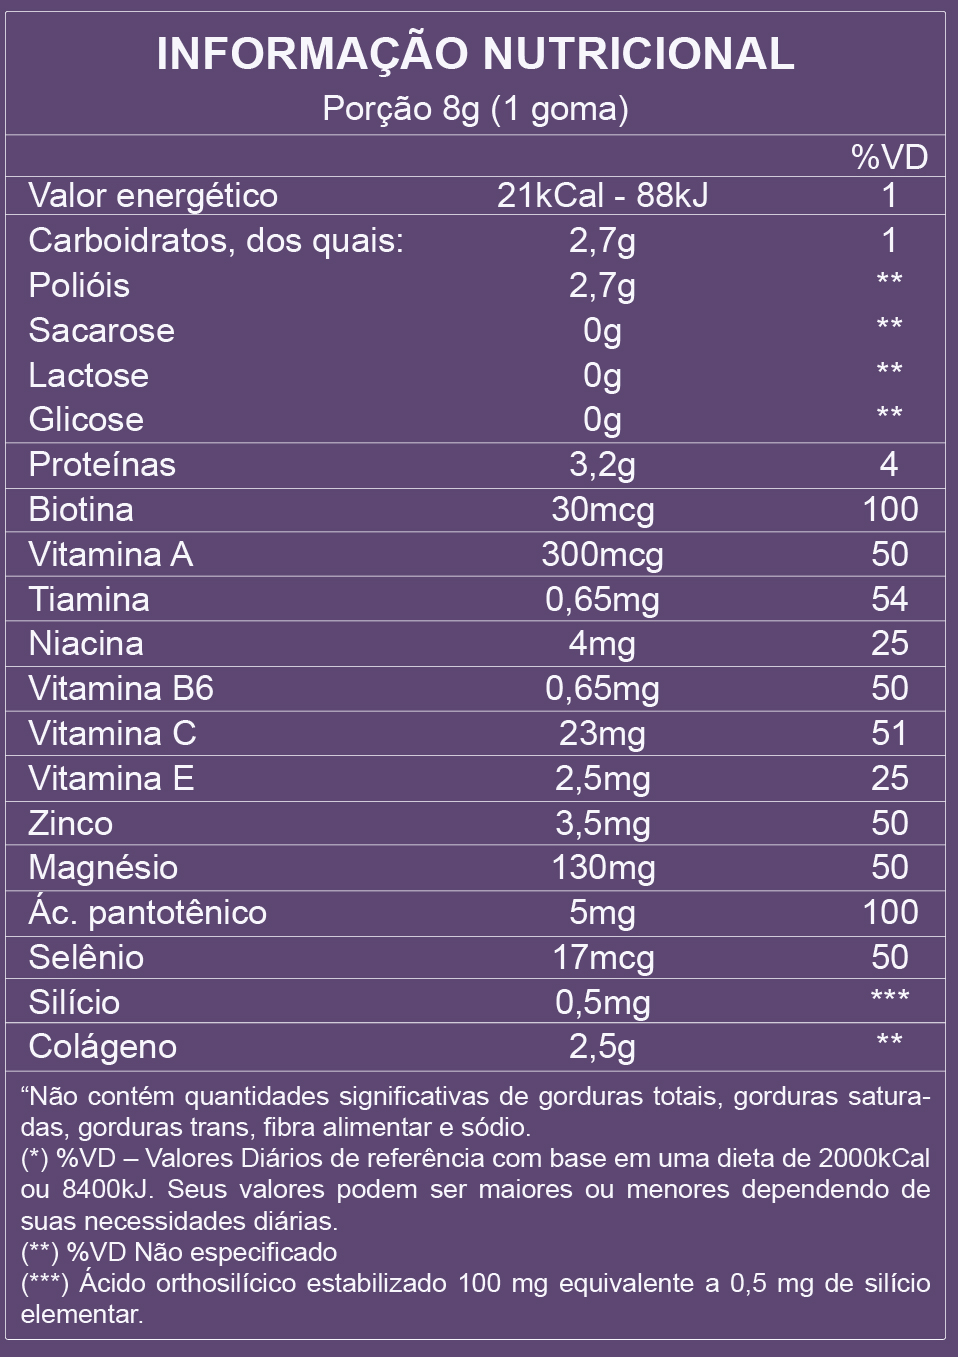 INFORMAÇÃO NUTRICIONAL
Porção 8g (1 goma)
%VD
Valor energético 21kCal - 88kJ 1
Carboidratos, dos quais: 2,7g 1
Polióis 2,7g **
Sacarose 0g **
Lactose 0g **
Glicose 0g **
Proteínas 3,2g 4
Biotina 30mcg 100
Vitamina A 300mcg 50
Tiamina 0,65mg 54
Niacina 4mg 25
Vitamina B6 0,65mg 50
Vitamina C 23mg 51
Vitamina E 2,5mg 25
Zinco 3,5mg 50
Magnésio 130mg 50
Ác. pantotênico 5mg 100
Selênio 17mcg 50
Silício 0,5mg ***
Colágeno 2,5g **
“Não contém quantidades significativas de gorduras totais, gorduras satura-
das, gorduras trans, fibra alimentar e sódio.
(*) %VD – Valores Diários de referência com base em uma dieta de 2000kCal
ou 8400kJ. Seus valores podem ser maiores ou menores dependendo de
suas necessidades diárias.
(**) %VD Não especificado
(***) Ácido orthosilícico estabilizado 100 mg equivalente a 0,5 mg de silício
elementar.